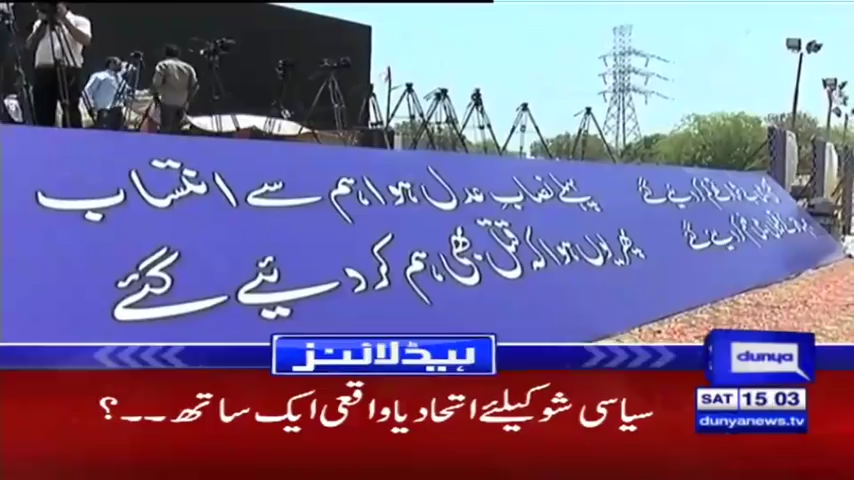 پہلے نصاب عدل ہوا، ہم سے انتساب
پھر یوں ہوا کہ قتل بھی، ہم کر دیئے گئے
ہیڈلائنز
dunya
سیاسی شو کیلئے اتحاد یا واقعی ایک ساتھ۔۔؟
SAT 15 03
dunyanews.tv